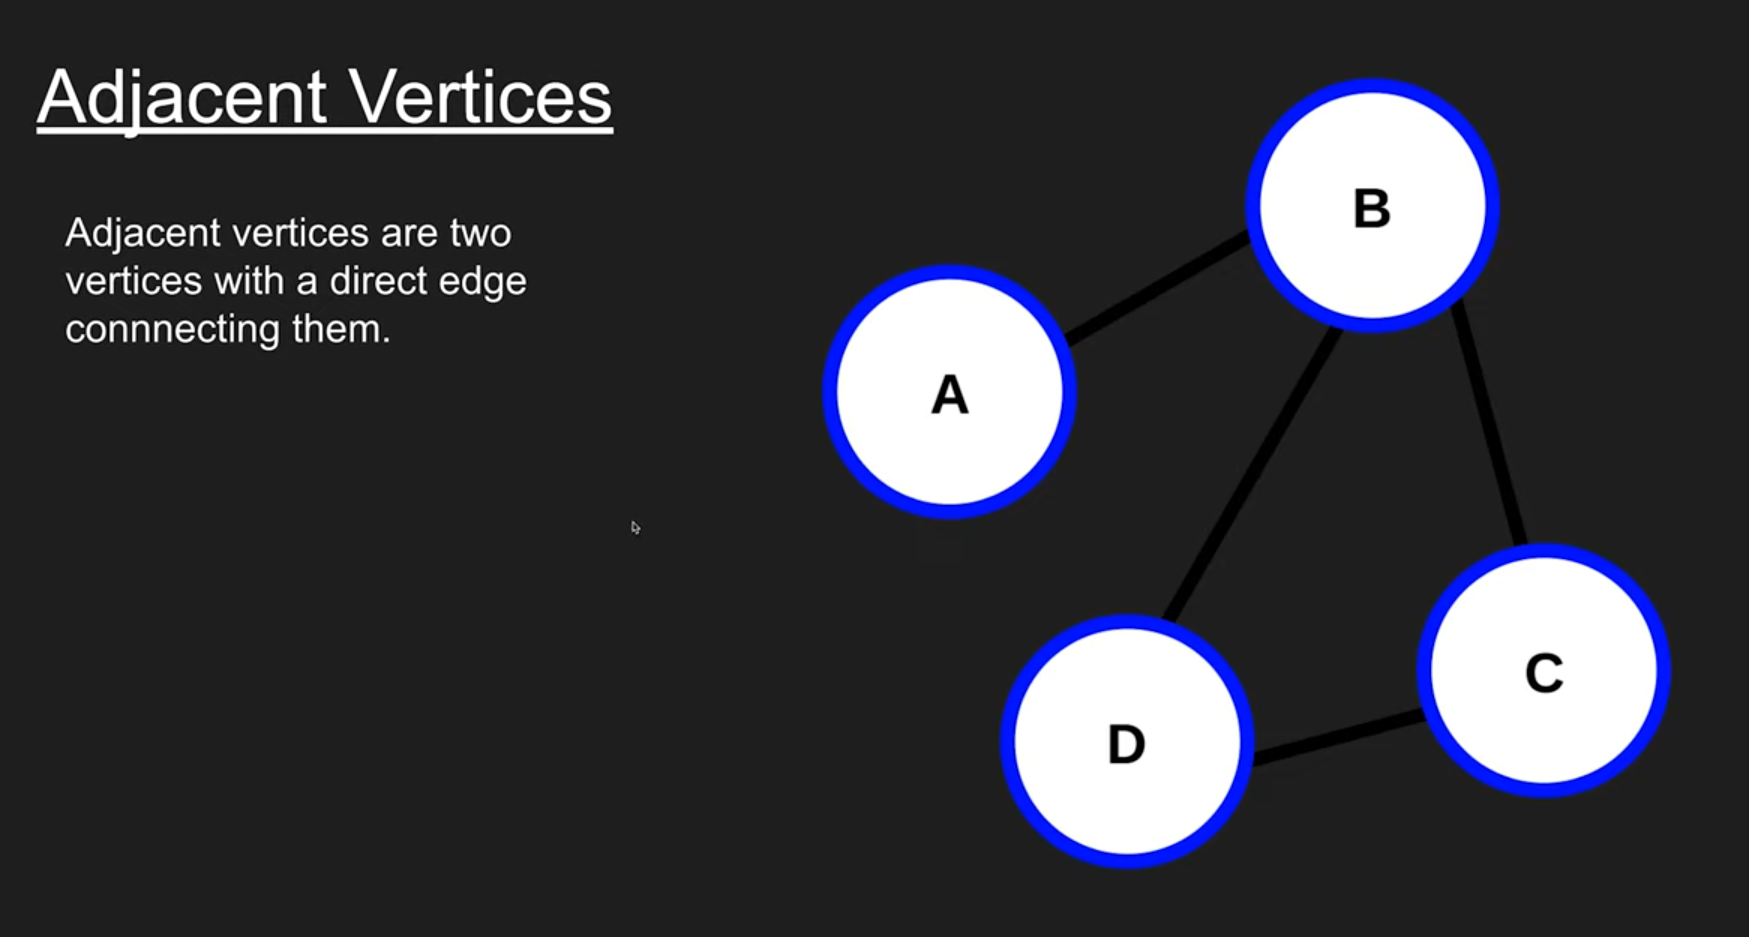 Adjacent Vertices
Adjacent vertices are two
vertices with a direct edge
connnecting them.
B
A
C
D